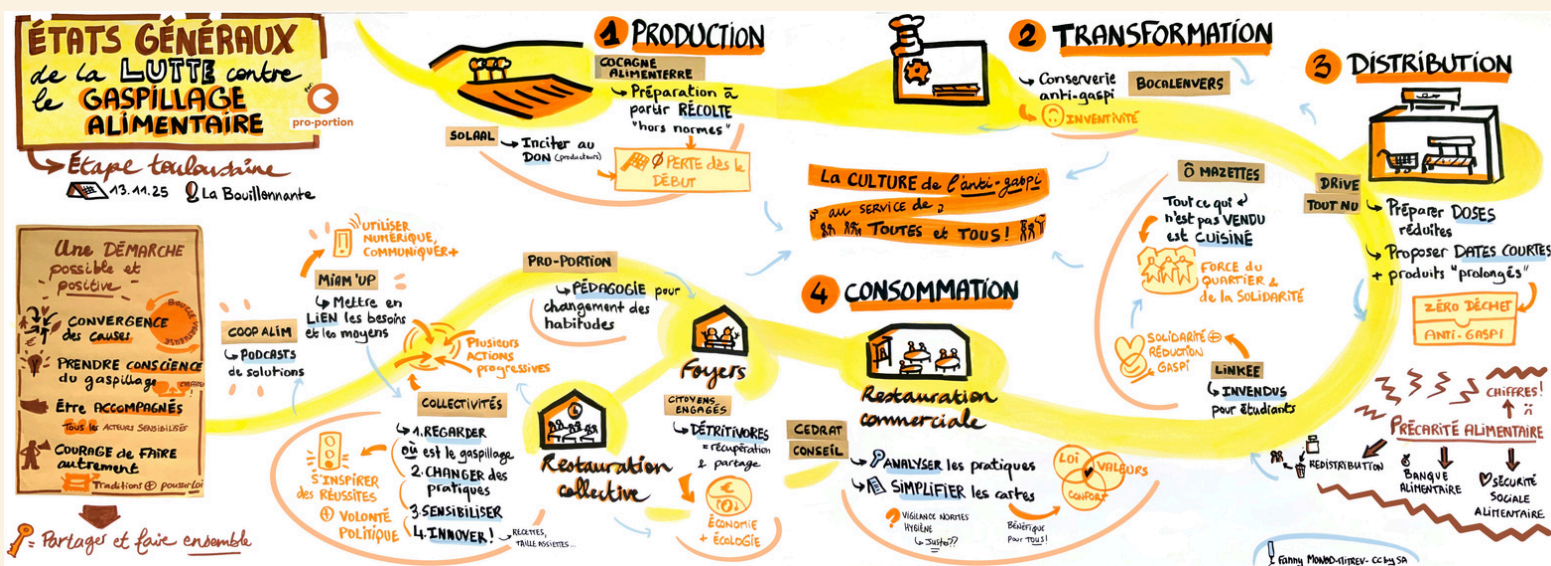 ÉTATS GÉNÉRAUX
de la LUTTE contre
le GASPILLAGE
ALIMENTAIRE
pro-portion
Étape toulousaine
13.11.25 La Bouillonnante
1 PRODUCTION
COCAGNE
ALIMENTERRE
Préparation à
partir RÉCOLTE
"hors normes"
SOLAAL
Inciter au
DON (producteurs)
Ø PERTE dès le
DÉBUT
2 TRANSFORMATION
Conserverie
anti-gaspi
BOCALENVERS
INVENTIVITÉ
3 DISTRIBUTION
DRIVE
TOUT NU
Préparer DOSES
réduites
Proposer DATES COURTES
+ produits "prolongés"
ZÉRO DÉCHET
ANTI-GASPI
Ô MAZETTES
Tout ce qui
n'est pas VENDU
est CUISINÉ
FORCE du
QUARTIER &
de la SOLIDARITÉ
SOLIDARITÉ +
RÉDUCTION
GASPI
LINKEE
INVENDUS
pour étudiants
CHIFFRES!
PRÉCARITÉ ALIMENTAIRE
REDISTRIBUTION
BANQUE
ALIMENTAIRE
SÉCURITÉ
SOCIALE
ALIMENTAIRE
La CULTURE de l'anti-gaspi
au SERVICE de
TOUTES et TOUS!
4 CONSOMMATION
Restauration
commerciale
CEDRAT
CONSEIL
ANALYSER les pratiques
SIMPLIFIER les cartes
? VIGILANCE NORMES
HYGIÈNE
Juste??
BÉNÉFIQUE
pour TOUS!
LOI
VALEURS
CONFORT
PRO-PORTION
PÉDAGOGIE pour
changement des
habitudes
Foyers
CITOYENS
ENGAGÉS
DÉTRITIVORES
= récupération
& partage
ÉCONOMIE
+ ÉCOLOGIE
Restauration
collective
Plusieurs
ACTIONS
progressives
COLLECTIVITÉS
1. REGARDER
où est le gaspillage
2. CHANGER des
pratiques
3. SENSIBILISER
4. INNOVER!
RECETTES,
TAILLE ASSIETTES...
S'INSPIRER
des RÉUSSITES
+ VOLONTÉ
POLITIQUE
UTILISER
NUMÉRIQUE,
COMMUNIQUER+
MIAM'UP
Mettre en
LIEN les besoins
et les moyens
COOP ALIM
PODCASTS
de solutions
Une DÉMARCHE
possible et
positive
CONVERGENCE
des causes
PRENDRE CONSCIENCE
du gaspillage
Être ACCOMPAGNÉS
TOUS les ACTEURS SENSIBILISÉS
COURAGE de FAIRE
autrement
Traditions +
= Partager et faire ensemble
Fanny MONOD-MITREV - CC by SA